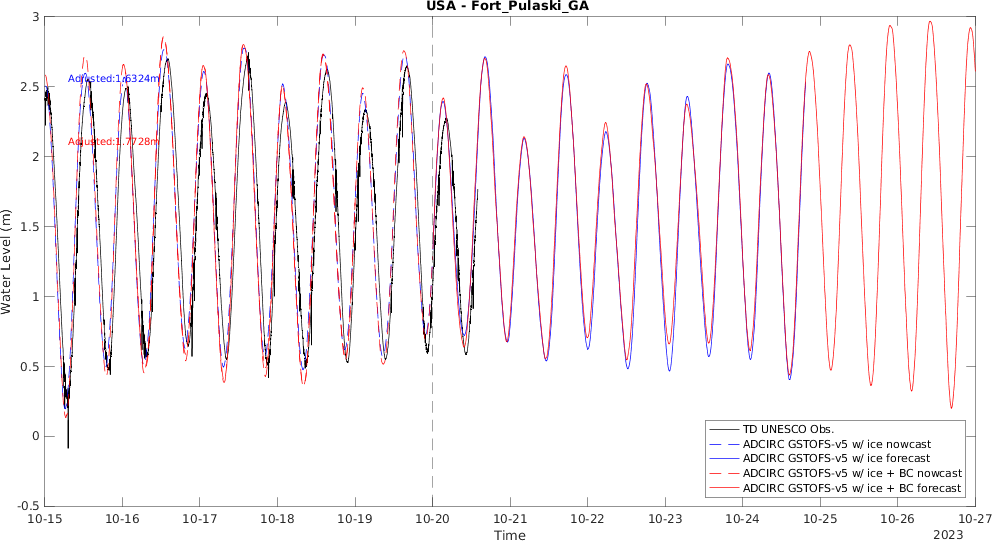 USA - Fort_Pulaski_GA
3
2.5
2
1.5
1
0.5
0
-0.5
Water Level (m)
Adjusted:1.6324m
Adjusted:1.7728m
TD UNESCO Obs.
ADCIRC GSTOFS-v5 w/ ice nowcast
ADCIRC GSTOFS-v5 w/ ice forecast
ADCIRC GSTOFS-v5 w/ ice + BC nowcast
ADCIRC GSTOFS-v5 w/ ice + BC forecast
10-15 10-16 10-17 10-18 10-19 10-20 10-21 10-22 10-23 10-24 10-25 10-26 10-27
Time
2023